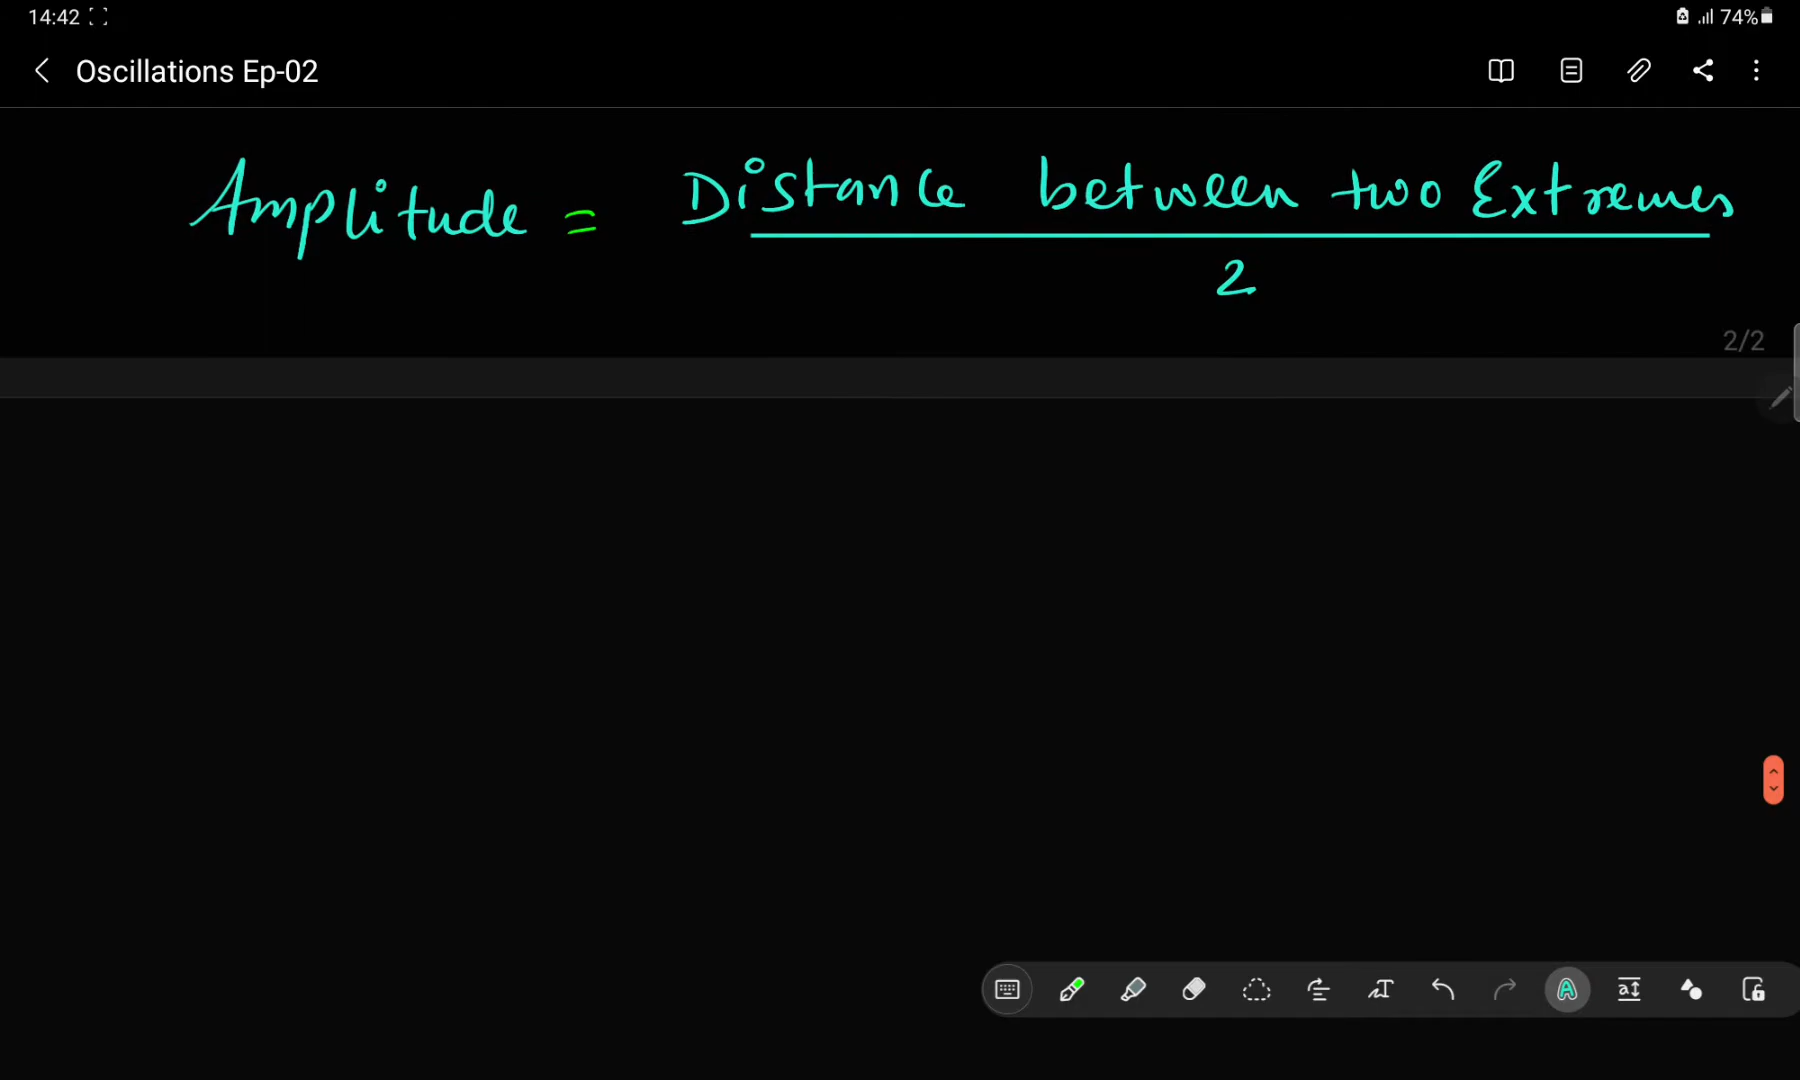 14:42
74%
Oscillations Ep-02
Amplitude = Distance between two Extremes
2
2/2